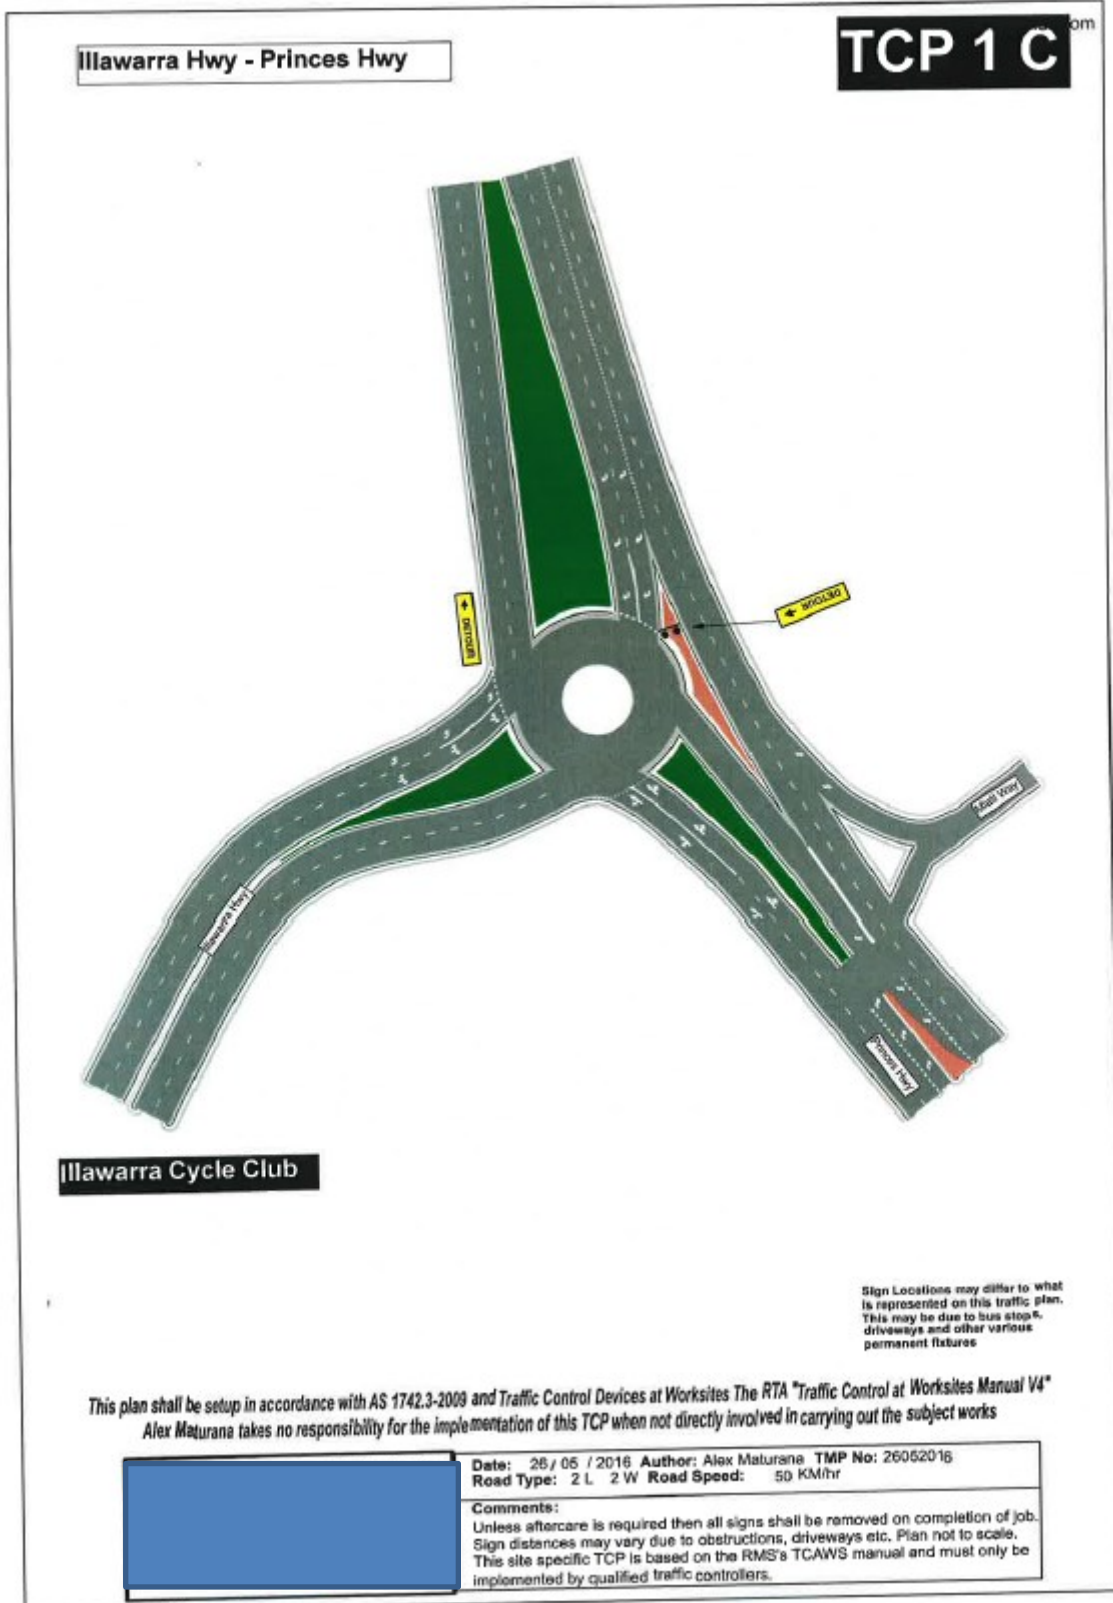 om
Illawarra Hwy - Princes Hwy
TCP 1 C
DETOUR
DETOUR
Illawarra Hwy
Princes Hwy
Way
Illawarra Cycle Club
Sign Locations may differ to what
is represented on this traffic plan.
This may be due to bus stops,
driveways and other various
permanent fixtures
This plan shall be setup in accordance with AS 1742.3-2009 and Traffic Control Devices at Worksites The RTA "Traffic Control at Worksites Manual V4"
Alex Maturana takes no responsibility for the implementation of this TCP when not directly involved in carrying out the subject works
Date: 26/ 05 / 2016 Author: Alex Maturana TMP No: 26052016
Road Type: 2 L 2 W Road Speed: 50 KM/hr
Comments:
Unless aftercare is required then all signs shall be removed on completion of job.
Sign distances may vary due to obstructions, driveways etc. Plan not to scale.
This site specific TCP is based on the RMS's TCAWS manual and must only be
implemented by qualified traffic controllers.